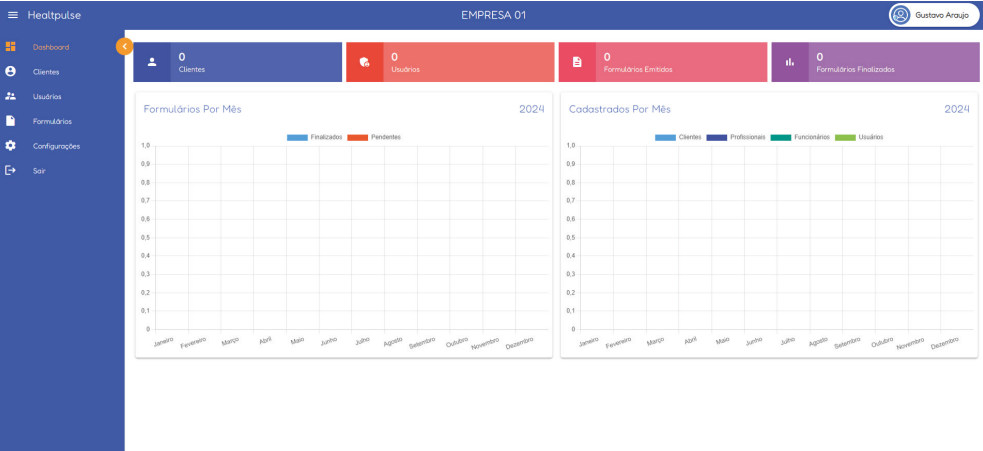 Healtpulse
EMPRESA 01
Gustavo Araujo
Dashboard
Clientes
Usuários
Formulários
Configurações
Sair
0
Clientes
0
Usuários
0
Formulários Emitidos
0
Formulários Finalizados
Formulários Por Mês 2024
Finalizados Pendentes
1,0
0,9
0,8
0,7
0,6
0,5
0,4
0,3
0,2
0,1
0
Janeiro Fevereiro Março Abril Maio Junho Julho Agosto Setembro Outubro Novembro Dezembro
Cadastrados Por Mês 2024
Clientes Profissionais Funcionários Usuários
1,0
0,9
0,8
0,7
0,6
0,5
0,4
0,3
0,2
0,1
0
Janeiro Fevereiro Março Abril Maio Junho Julho Agosto Setembro Outubro Novembro Dezembro